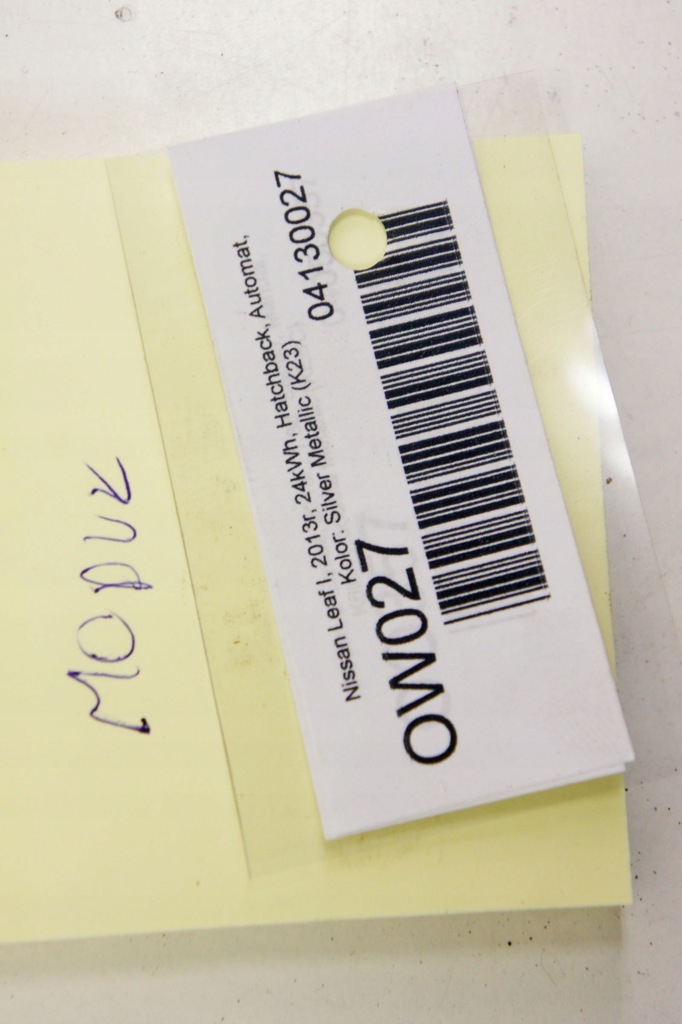 MODUŁ
Nissan Leaf I, 2013r, 24kWh, Hatchback, Automat,
Kolor: Silver Metallic (K23)
04130027
OW027